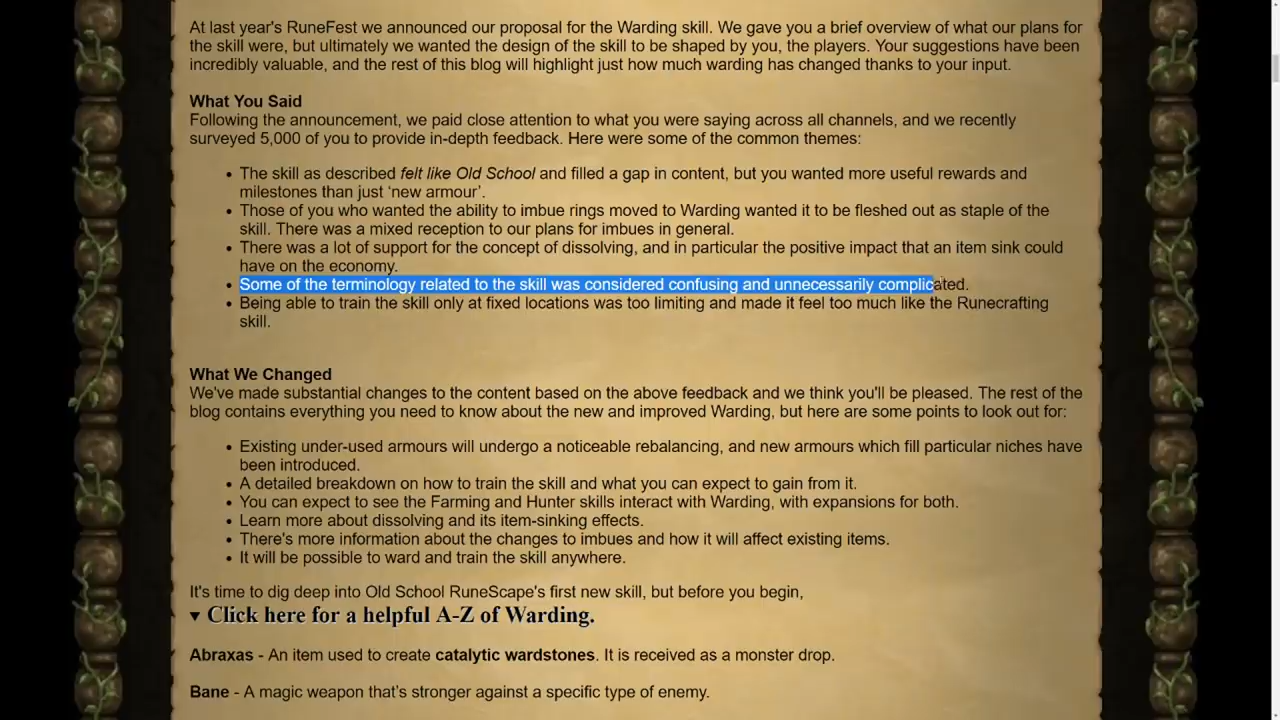 At last year's RuneFest we announced our proposal for the Warding skill. We gave you a brief overview of what our plans for
the skill were, but ultimately we wanted the design of the skill to be shaped by you, the players. Your suggestions have been
incredibly valuable, and the rest of this blog will highlight just how much warding has changed thanks to your input.
What You Said
Following the announcement, we paid close attention to what you were saying across all channels, and we recently
surveyed 5,000 of you to provide in-depth feedback. Here were some of the common themes:
• The skill as described felt like Old School and filled a gap in content, but you wanted more useful rewards and
milestones than just ‘new armour’.
• Those of you who wanted the ability to imbue rings moved to Warding wanted it to be fleshed out as staple of the
skill. There was a mixed reception to our plans for imbues in general.
• There was a lot of support for the concept of dissolving, and in particular the positive impact that an item sink could
have on the economy.
• Some of the terminology related to the skill was considered confusing and unnecessarily complicated.
• Being able to train the skill only at fixed locations was too limiting and made it feel too much like the Runecrafting
skill.
What We Changed
We've made substantial changes to the content based on the above feedback and we think you'll be pleased. The rest of the
blog contains everything you need to know about the new and improved Warding, but here are some points to look out for:
• Existing under-used armours will undergo a noticeable rebalancing, and new armours which fill particular niches have
been introduced.
• A detailed breakdown on how to train the skill and what you can expect to gain from it.
• You can expect to see the Farming and Hunter skills interact with Warding, with expansions for both.
• Learn more about dissolving and its item-sinking effects.
• There's more information about the changes to imbues and how it will affect existing items.
• It will be possible to ward and train the skill anywhere.
It's time to dig deep into Old School RuneScape's first new skill, but before you begin,
▼ Click here for a helpful A-Z of Warding.
Abraxas - An item used to create catalytic wardstones. It is received as a monster drop.
Bane - A magic weapon that’s stronger against a specific type of enemy.